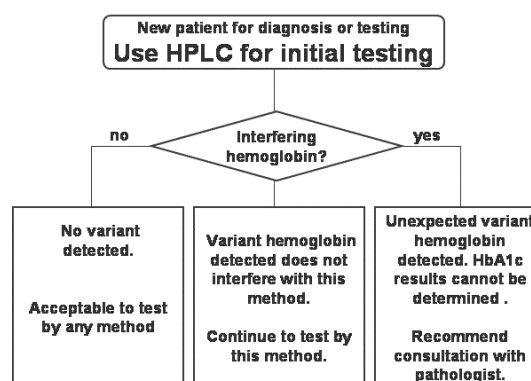 New patient for diagnosis or testing
Use HPLC for initial testing
no
Interfering
hemoglobin?
yes
No variant
detected.
Acceptable to test
by any method
Variant hemoglobin
detected does not
interfere with this
method.
Continue to test by
this method.
Unexpected variant
hemoglobin
detected. HbA1c
results cannot be
determined .
Recommend
consultation with
pathologist.